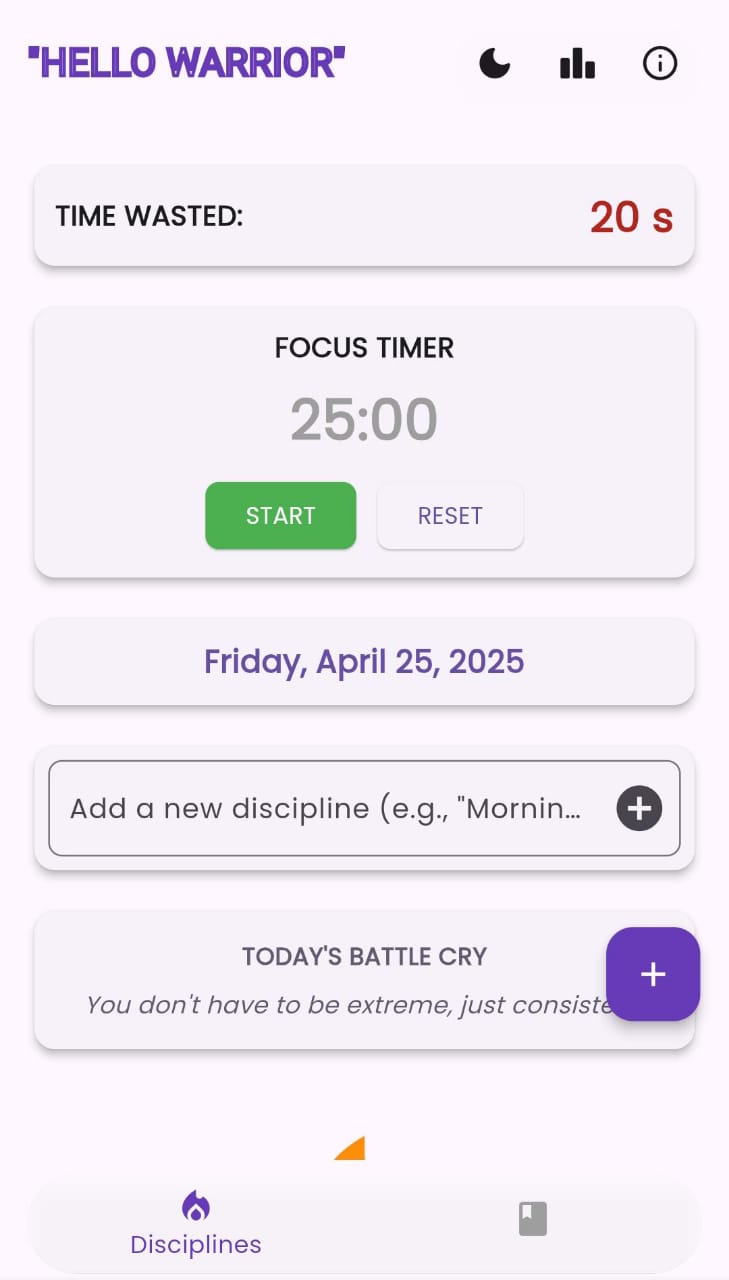 "HELLO WARRIOR"
TIME WASTED:
20 s
FOCUS TIMER
25:00
START
RESET
Friday, April 25, 2025
Add a new discipline (e.g., "Mornin...
TODAY'S BATTLE CRY
You don't have to be extreme, just consiste
Disciplines